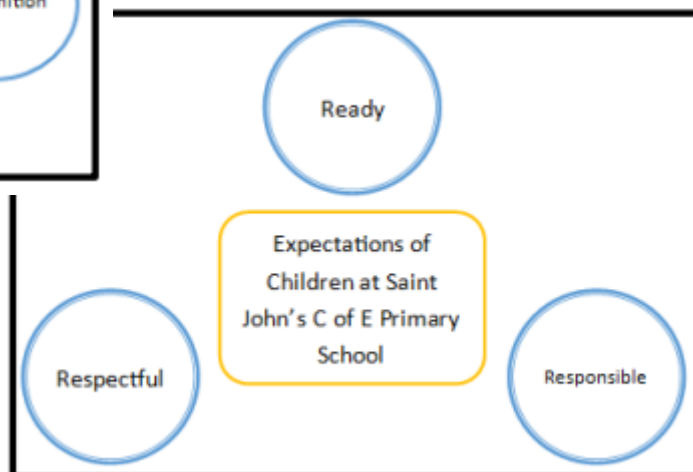 Ready
Expectations of
Children at Saint
John's C of E Primary
School
Respectful
Responsible